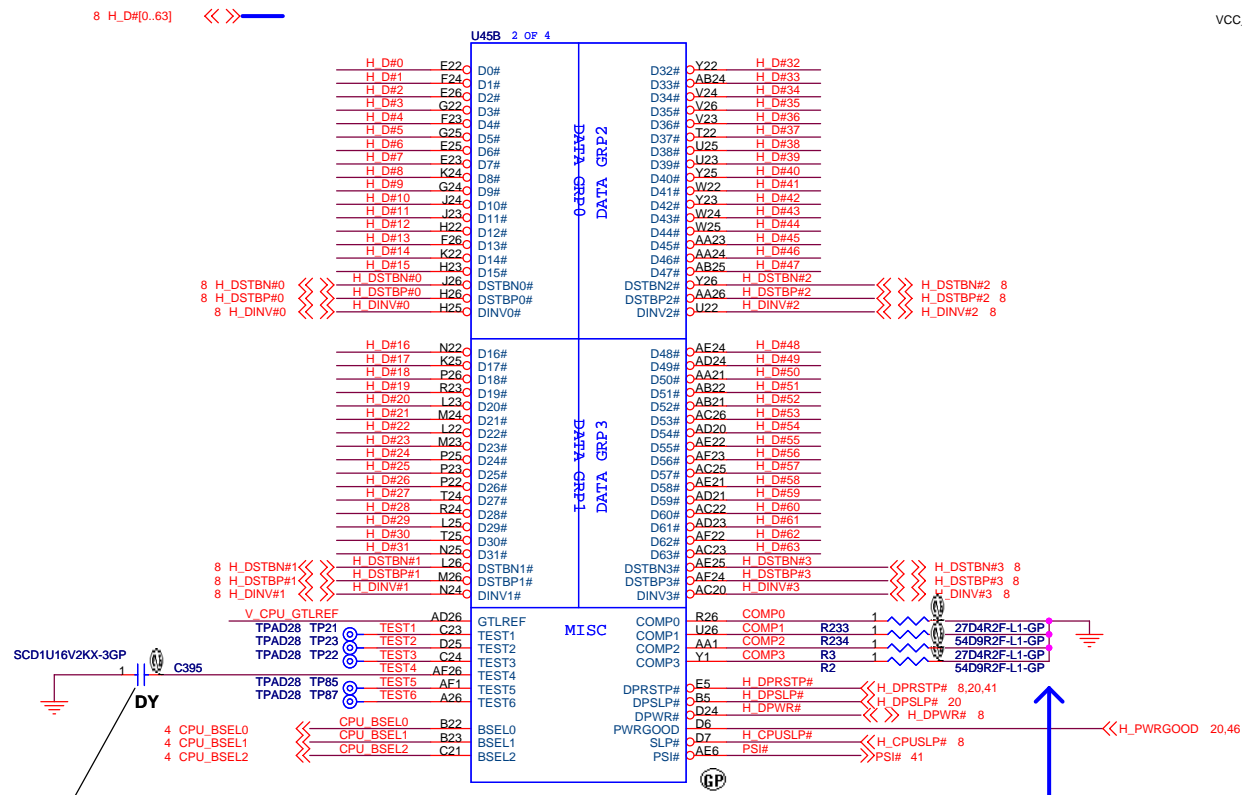 8 H_D#[0..63]
VCC_
U45B 2 OF 4
H_D#0 E22 D0# D32# Y22 H_D#32
H_D#1 F24 D1# D33# AB24 H_D#33
H_D#2 E26 D2# D34# V24 H_D#34
H_D#3 G22 D3# D35# V26 H_D#35
H_D#4 F23 D4# D36# V23 H_D#36
H_D#5 G25 D5# D37# T22 H_D#37
H_D#6 E25 D6# D38# U25 H_D#38
H_D#7 E23 D7# D39# U23 H_D#39
H_D#8 K24 D8# D40# Y25 H_D#40
H_D#9 G24 D9# D41# W22 H_D#41
H_D#10 J24 D10# D42# Y23 H_D#42
H_D#11 J23 D11# D43# W24 H_D#43
H_D#12 H22 D12# D44# W25 H_D#44
H_D#13 F26 D13# D45# AA23 H_D#45
H_D#14 K22 D14# D46# AA24 H_D#46
H_D#15 H23 D15# D47# AB25 H_D#47
8 H_DSTBN#0 H_DSTBN#0 J26 DSTBN0# DSTBN2# Y26 H_DSTBN#2 H_DSTBN#2 8
8 H_DSTBP#0 H_DSTBP#0 H26 DSTBP0# DSTBP2# AA26 H_DSTBP#2 H_DSTBP#2 8
8 H_DINV#0 H_DINV#0 H25 DINV0# DINV2# U22 H_DINV#2 H_DINV#2 8
DATA GRP0
DATA GRP2
H_D#16 N22 D16# D48# AE24 H_D#48
H_D#17 K25 D17# D49# AD24 H_D#49
H_D#18 P26 D18# D50# AA21 H_D#50
H_D#19 R23 D19# D51# AB22 H_D#51
H_D#20 L23 D20# D52# AB21 H_D#52
H_D#21 M24 D21# D53# AC26 H_D#53
H_D#22 L22 D22# D54# AD20 H_D#54
H_D#23 M23 D23# D55# AE22 H_D#55
H_D#24 P25 D24# D56# AF23 H_D#56
H_D#25 P23 D25# D57# AC25 H_D#57
H_D#26 P22 D26# D58# AE21 H_D#58
H_D#27 T24 D27# D59# AD21 H_D#59
H_D#28 R24 D28# D60# AC22 H_D#60
H_D#29 L25 D29# D61# AD23 H_D#61
H_D#30 T25 D30# D62# AF22 H_D#62
H_D#31 N25 D31# D63# AC23 H_D#63
8 H_DSTBN#1 H_DSTBN#1 L26 DSTBN1# DSTBN3# AE25 H_DSTBN#3 H_DSTBN#3 8
8 H_DSTBP#1 H_DSTBP#1 M26 DSTBP1# DSTBP3# AF24 H_DSTBP#3 H_DSTBP#3 8
8 H_DINV#1 H_DINV#1 N24 DINV1# DINV3# AC20 H_DINV#3 H_DINV#3 8
DATA GRP1
DATA GRP3
MISC
V_CPU_GTLREF AD26 GTLREF COMP0 R26 COMP0 1
TPAD28 TP21 TEST1 C23 TEST1 COMP1 U26 COMP1 R233 1 27D4R2F-L1-GP
TPAD28 TP23 TEST2 D25 TEST2 COMP2 AA1 COMP2 R234 1 54D9R2F-L1-GP
TPAD28 TP22 TEST3 C24 TEST3 COMP3 Y1 COMP3 R3 1 27D4R2F-L1-GP
R2 54D9R2F-L1-GP
SCD1U16V2KX-3GP 1 C395 TEST4 AF26 TEST4
DY
TPAD28 TP85 TEST5 AF1 TEST5 DPRSTP# E5 H_DPRSTP# H_DPRSTP# 8,20,41
TPAD28 TP87 TEST6 A26 TEST6 DPSLP# B5 H_DPSLP# H_DPSLP# 20
DPWR# D24 H_DPWR# H_DPWR# 8
4 CPU_BSEL0 CPU_BSEL0 B22 BSEL0 PWRGOOD D6 H_PWRGOOD 20,46
4 CPU_BSEL1 CPU_BSEL1 B23 BSEL1 SLP# D7 H_CPUSLP# H_CPUSLP# 8
4 CPU_BSEL2 CPU_BSEL2 C21 BSEL2 PSI# AE6 PSI# PSI# 41
GP